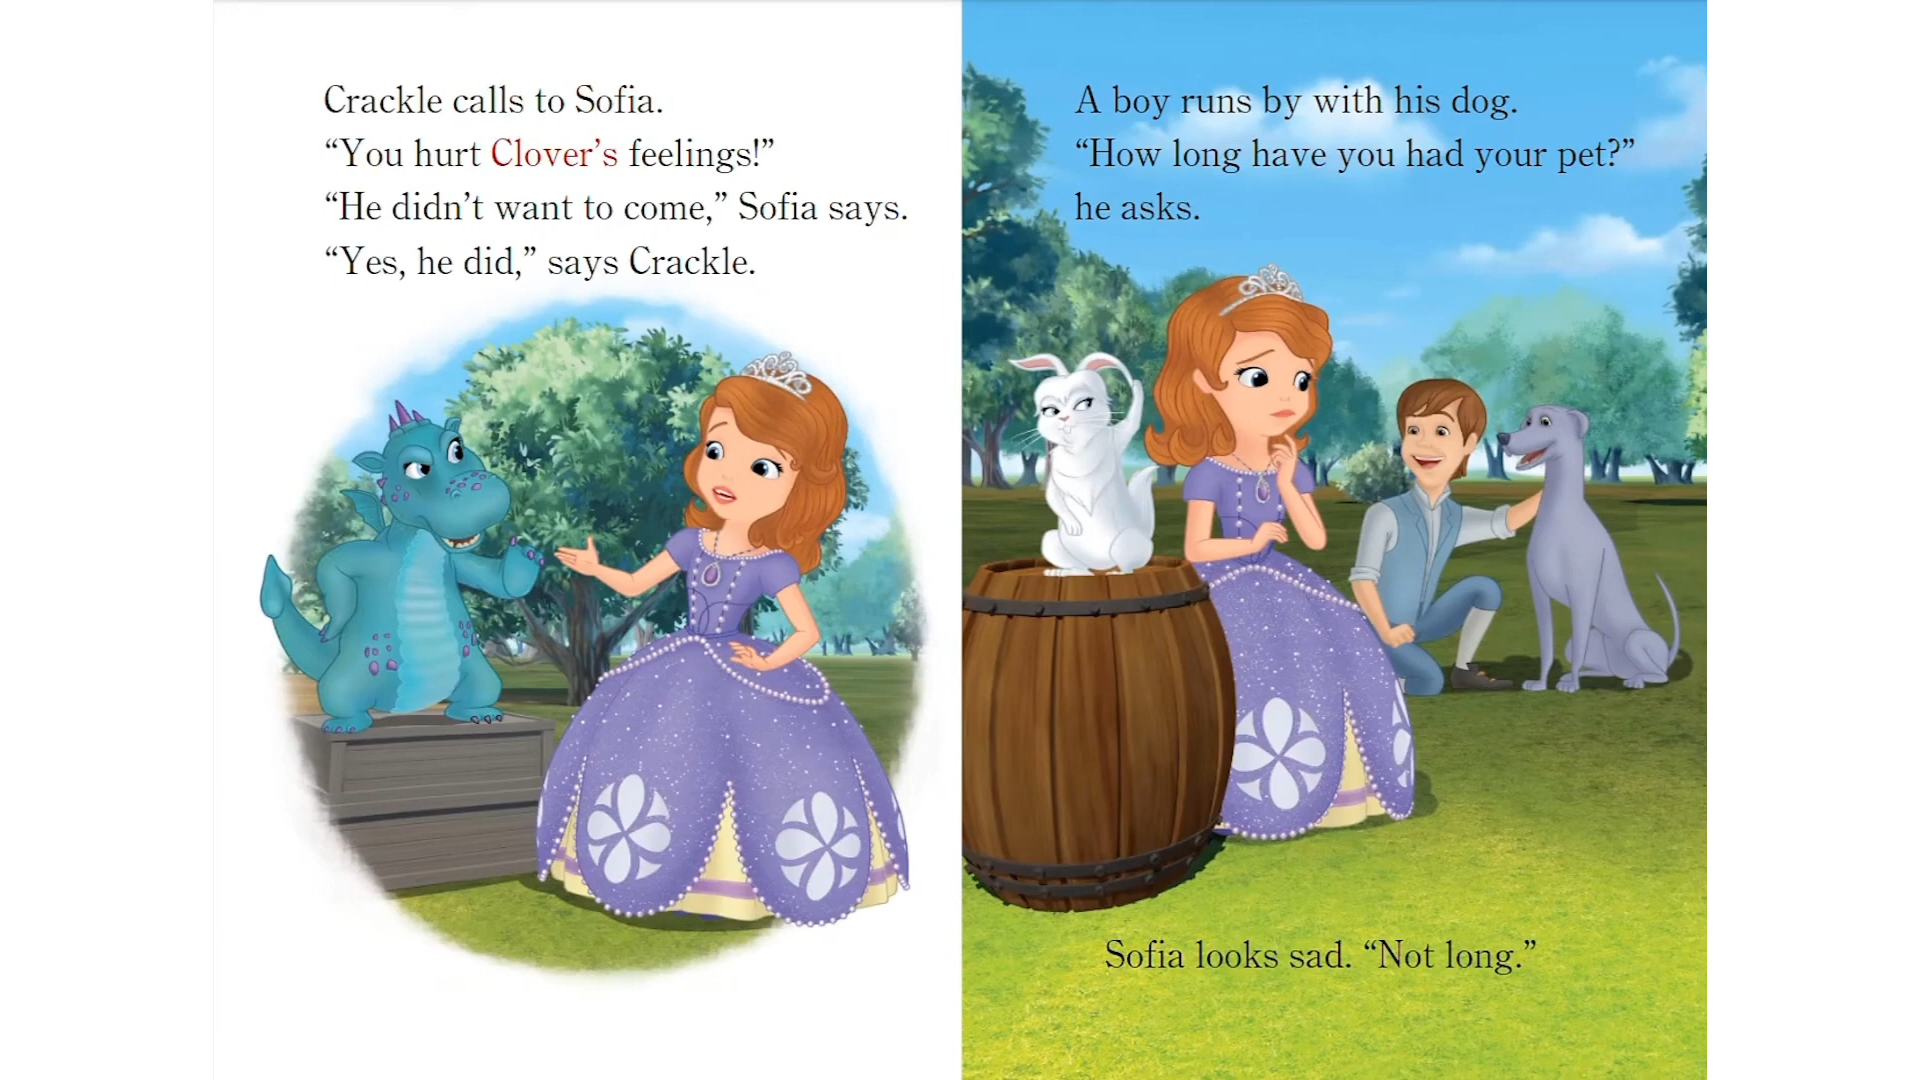 Crackle calls to Sofia.
“You hurt Clover’s feelings!”
“He didn’t want to come,” Sofia says.
“Yes, he did,” says Crackle.
A boy runs by with his dog.
“How long have you had your pet?”
he asks.
Sofia looks sad. “Not long.”